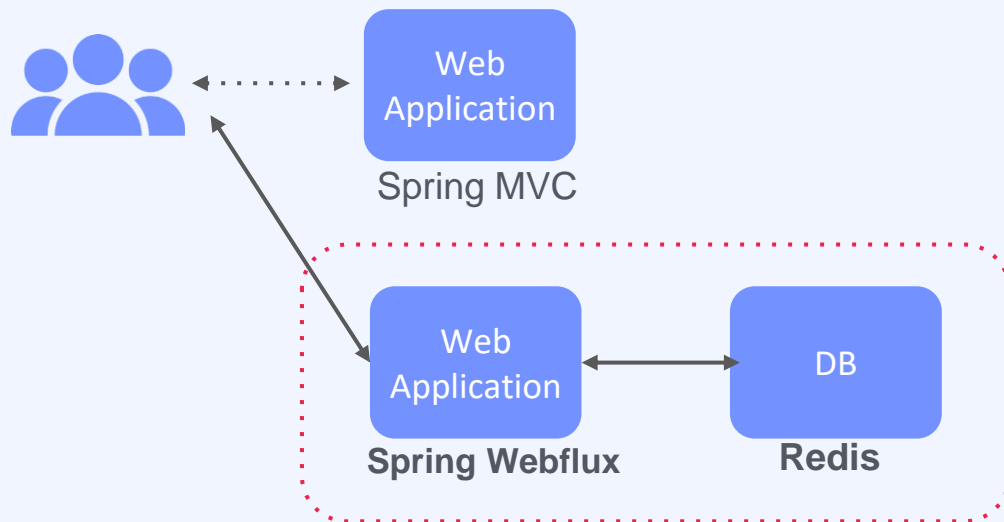 Web
Application
Spring MVC
Web
Application
Spring Webflux
DB
Redis